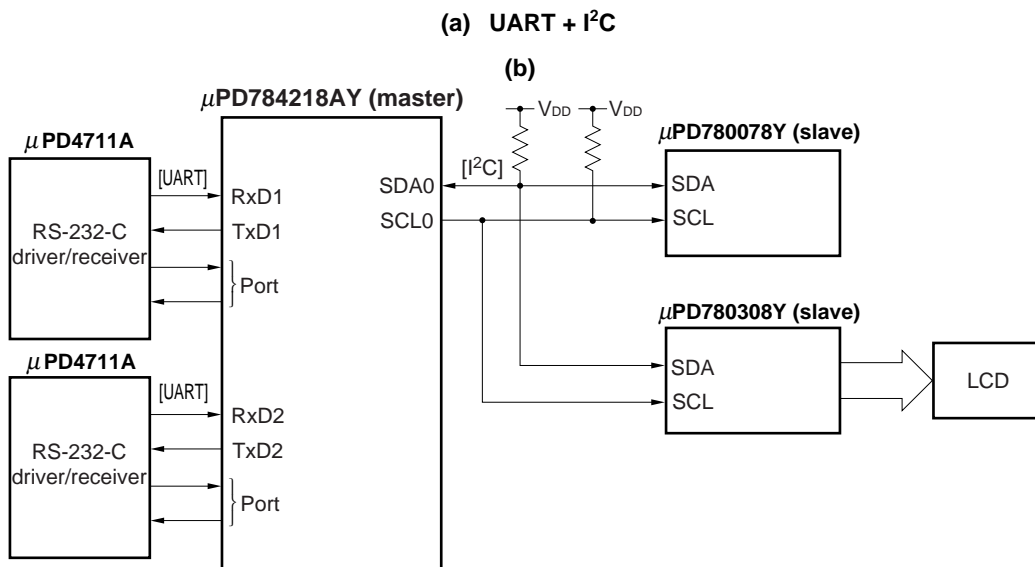 (a) UART + I²C
(b)
μPD784218AY (master)
VDD
VDD
μPD4711A
[UART]
RS-232-C
driver/receiver
RxD1
TxD1
Port
SDA0
SCL0
[I²C]
μPD780078Y (slave)
SDA
SCL
μPD4711A
[UART]
RS-232-C
driver/receiver
RxD2
TxD2
Port
μPD780308Y (slave)
SDA
SCL
LCD